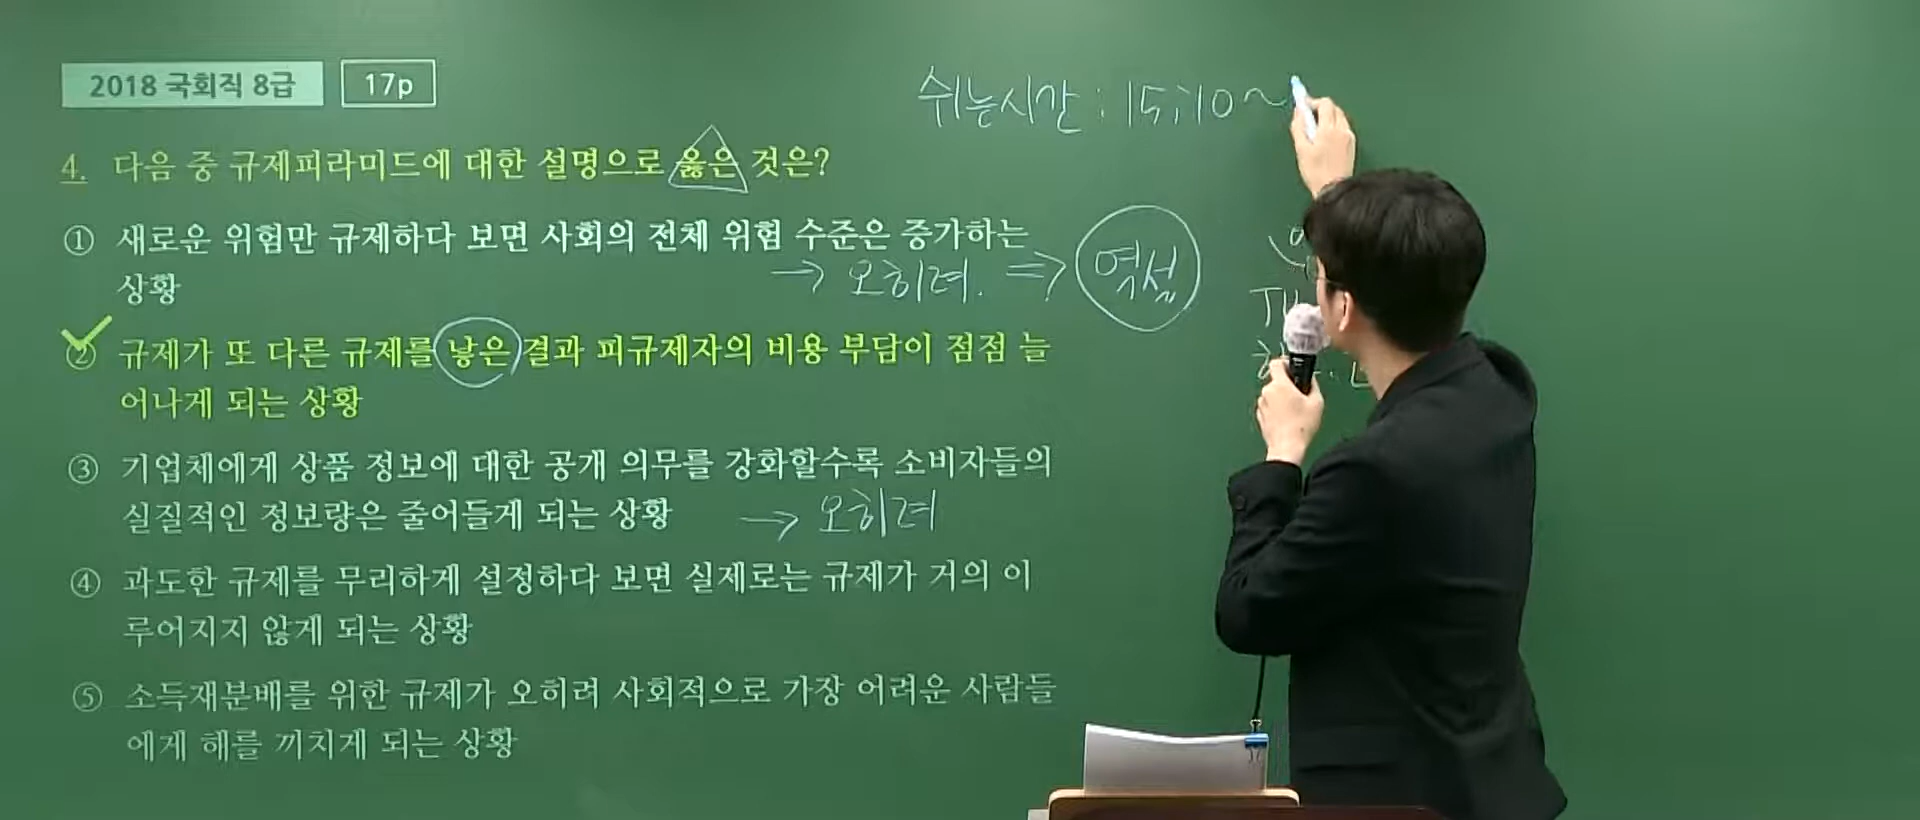 2018 국회직 8급 17p
쉬는시간 : 15:10 ~
4. 다음 중 규제피라미드에 대한 설명으로 옳은 것은?
① 새로운 위험만 규제하다 보면 사회의 전체 위험 수준은 증가하는
상황
→ 오히려. ⇒ 역설
② 규제가 또 다른 규제를 낳은 결과 피규제자의 비용 부담이 점점 늘
어나게 되는 상황
③ 기업체에게 상품 정보에 대한 공개 의무를 강화할수록 소비자들의
실질적인 정보량은 줄어들게 되는 상황 → 오히려
④ 과도한 규제를 무리하게 설정하다 보면 실제로는 규제가 거의 이
루어지지 않게 되는 상황
⑤ 소득재분배를 위한 규제가 오히려 사회적으로 가장 어려운 사람들
에게 해를 끼치게 되는 상황